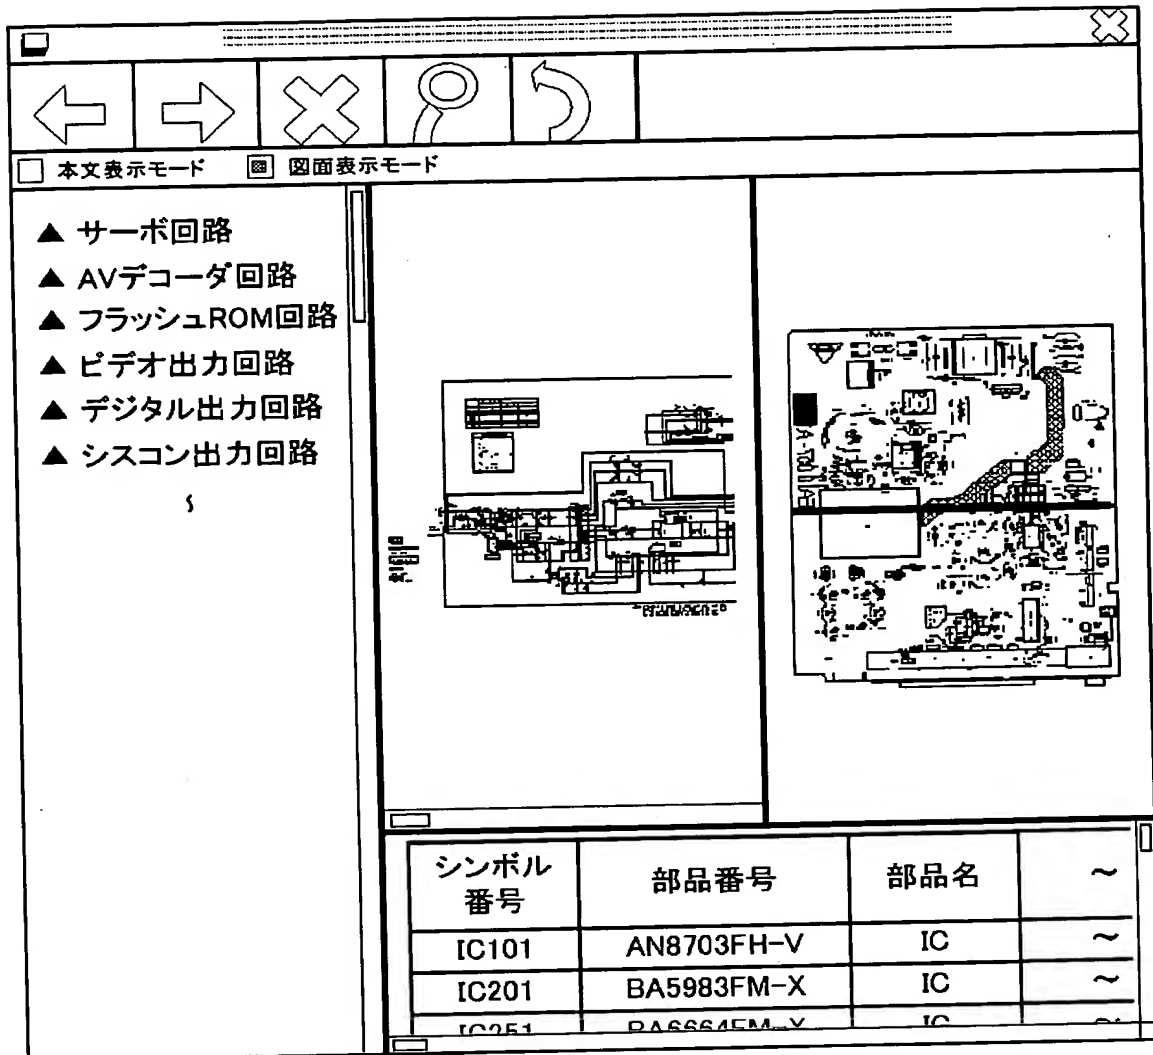 本文表示モード 図面表示モード
▲ サーボ回路
▲ AVデコーダ回路
▲ フラッシュROM回路
▲ ビデオ出力回路
▲ デジタル出力回路
▲ シスコン出力回路
~
シンボル番号 部品番号 部品名 ~
IC101 AN8703FH-V IC ~
IC201 BA5983FM-X IC ~
IC251 BA6664FM-X IC ~